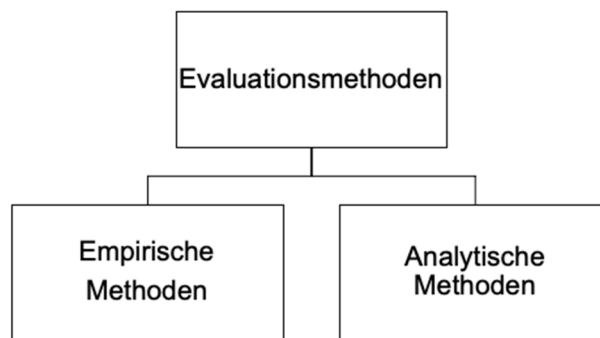 Evaluationsmethoden
Empirische
Methoden
Analytische
Methoden